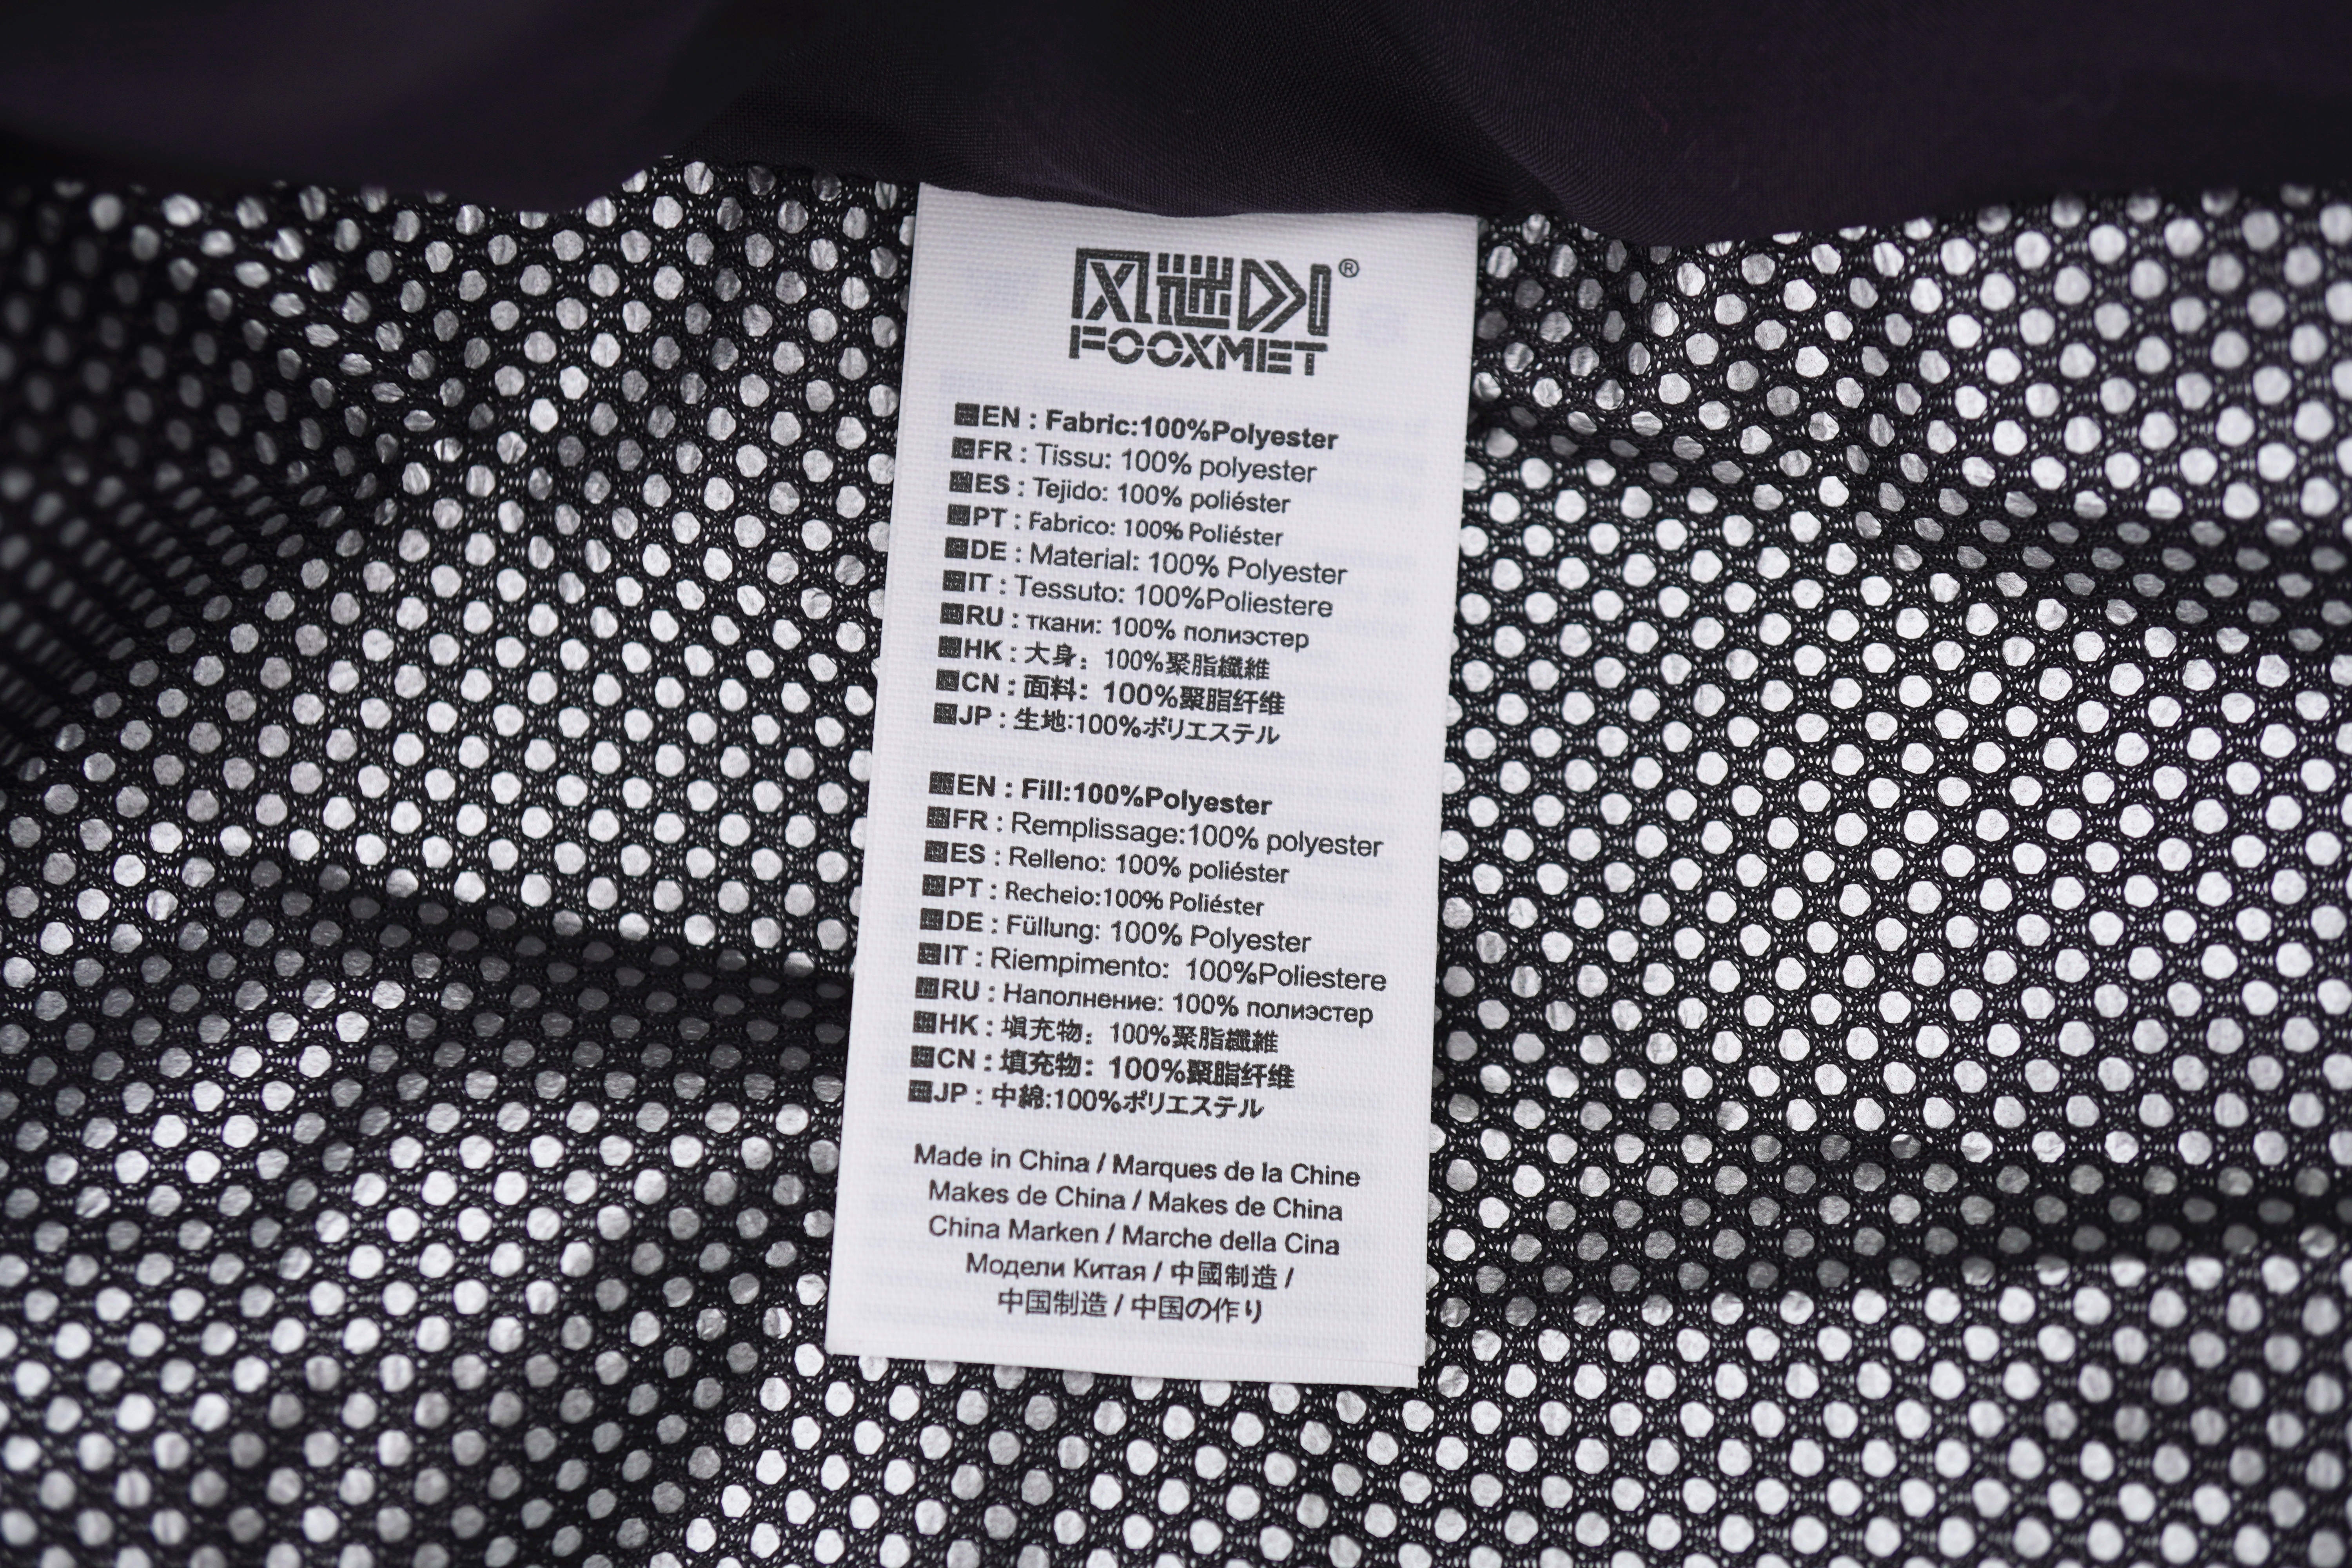 风谜®
FOOXMET
EN : Fabric:100%Polyester
FR : Tissu: 100% polyester
ES : Tejido: 100% poliéster
PT : Fabrico: 100% Poliéster
DE : Material: 100% Polyester
IT : Tessuto: 100%Poliestere
RU : ткани: 100% полиэстер
HK : 大身：100%聚脂纖維
CN : 面料：100%聚脂纤维
JP : 生地:100%ポリエステル
EN : Fill:100%Polyester
FR : Remplissage:100% polyester
ES : Relleno: 100% poliéster
PT : Recheio:100% Poliéster
DE : Füllung: 100% Polyester
IT : Riempimento: 100%Poliestere
RU : Наполнение: 100% полиэстер
HK : 填充物：100%聚脂纖維
CN : 填充物：100%聚脂纤维
JP : 中綿:100%ポリエステル
Made in China / Marques de la Chine
Makes de China / Makes de China
China Marken / Marche della Cina
Модели Китая / 中國制造 /
中国制造 / 中国の作り